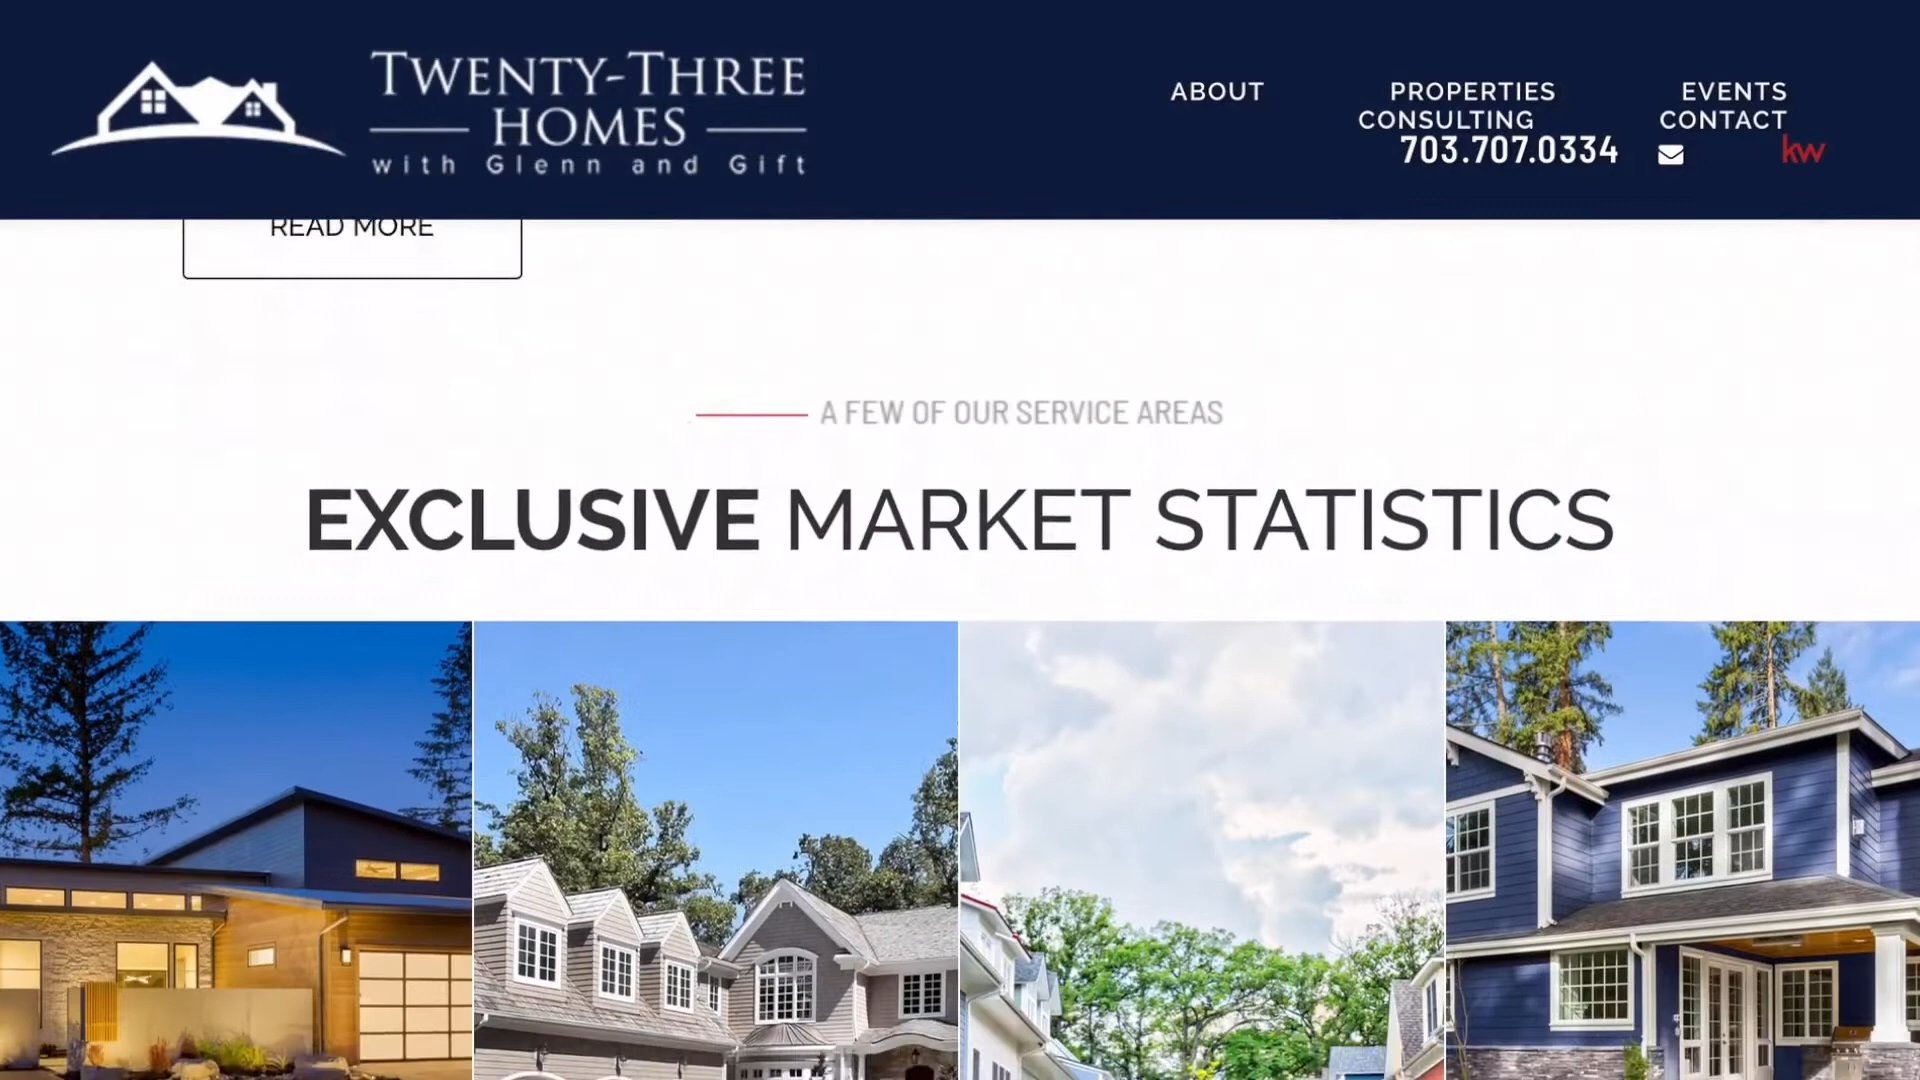 TWENTY-THREE
HOMES
with Glenn and Gift
ABOUT
PROPERTIES
EVENTS
CONSULTING
CONTACT
703.707.0334
kw
READ MORE
A FEW OF OUR SERVICE AREAS
EXCLUSIVE MARKET STATISTICS